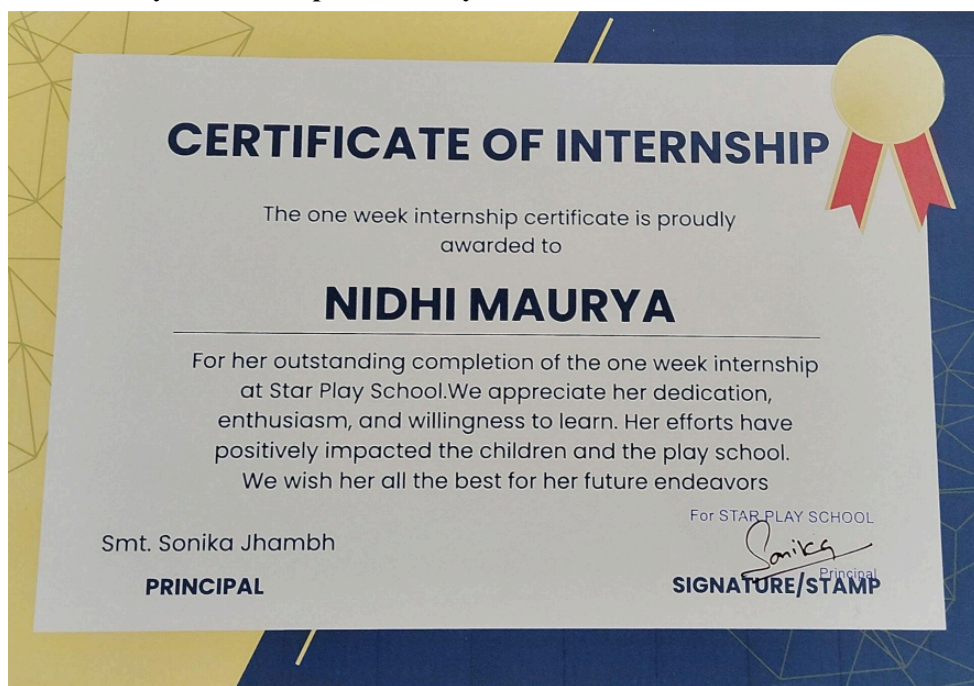 CERTIFICATE OF INTERNSHIP
The one week internship certificate is proudly
awarded to
NIDHI MAURYA
For her outstanding completion of the one week internship
at Star Play School.We appreciate her dedication,
enthusiasm, and willingness to learn. Her efforts have
positively impacted the children and the play school.
We wish her all the best for her future endeavors
For STAR PLAY SCHOOL
Smt. Sonika Jhambh
Sonika
Principal
PRINCIPAL
SIGNATURE/STAMP